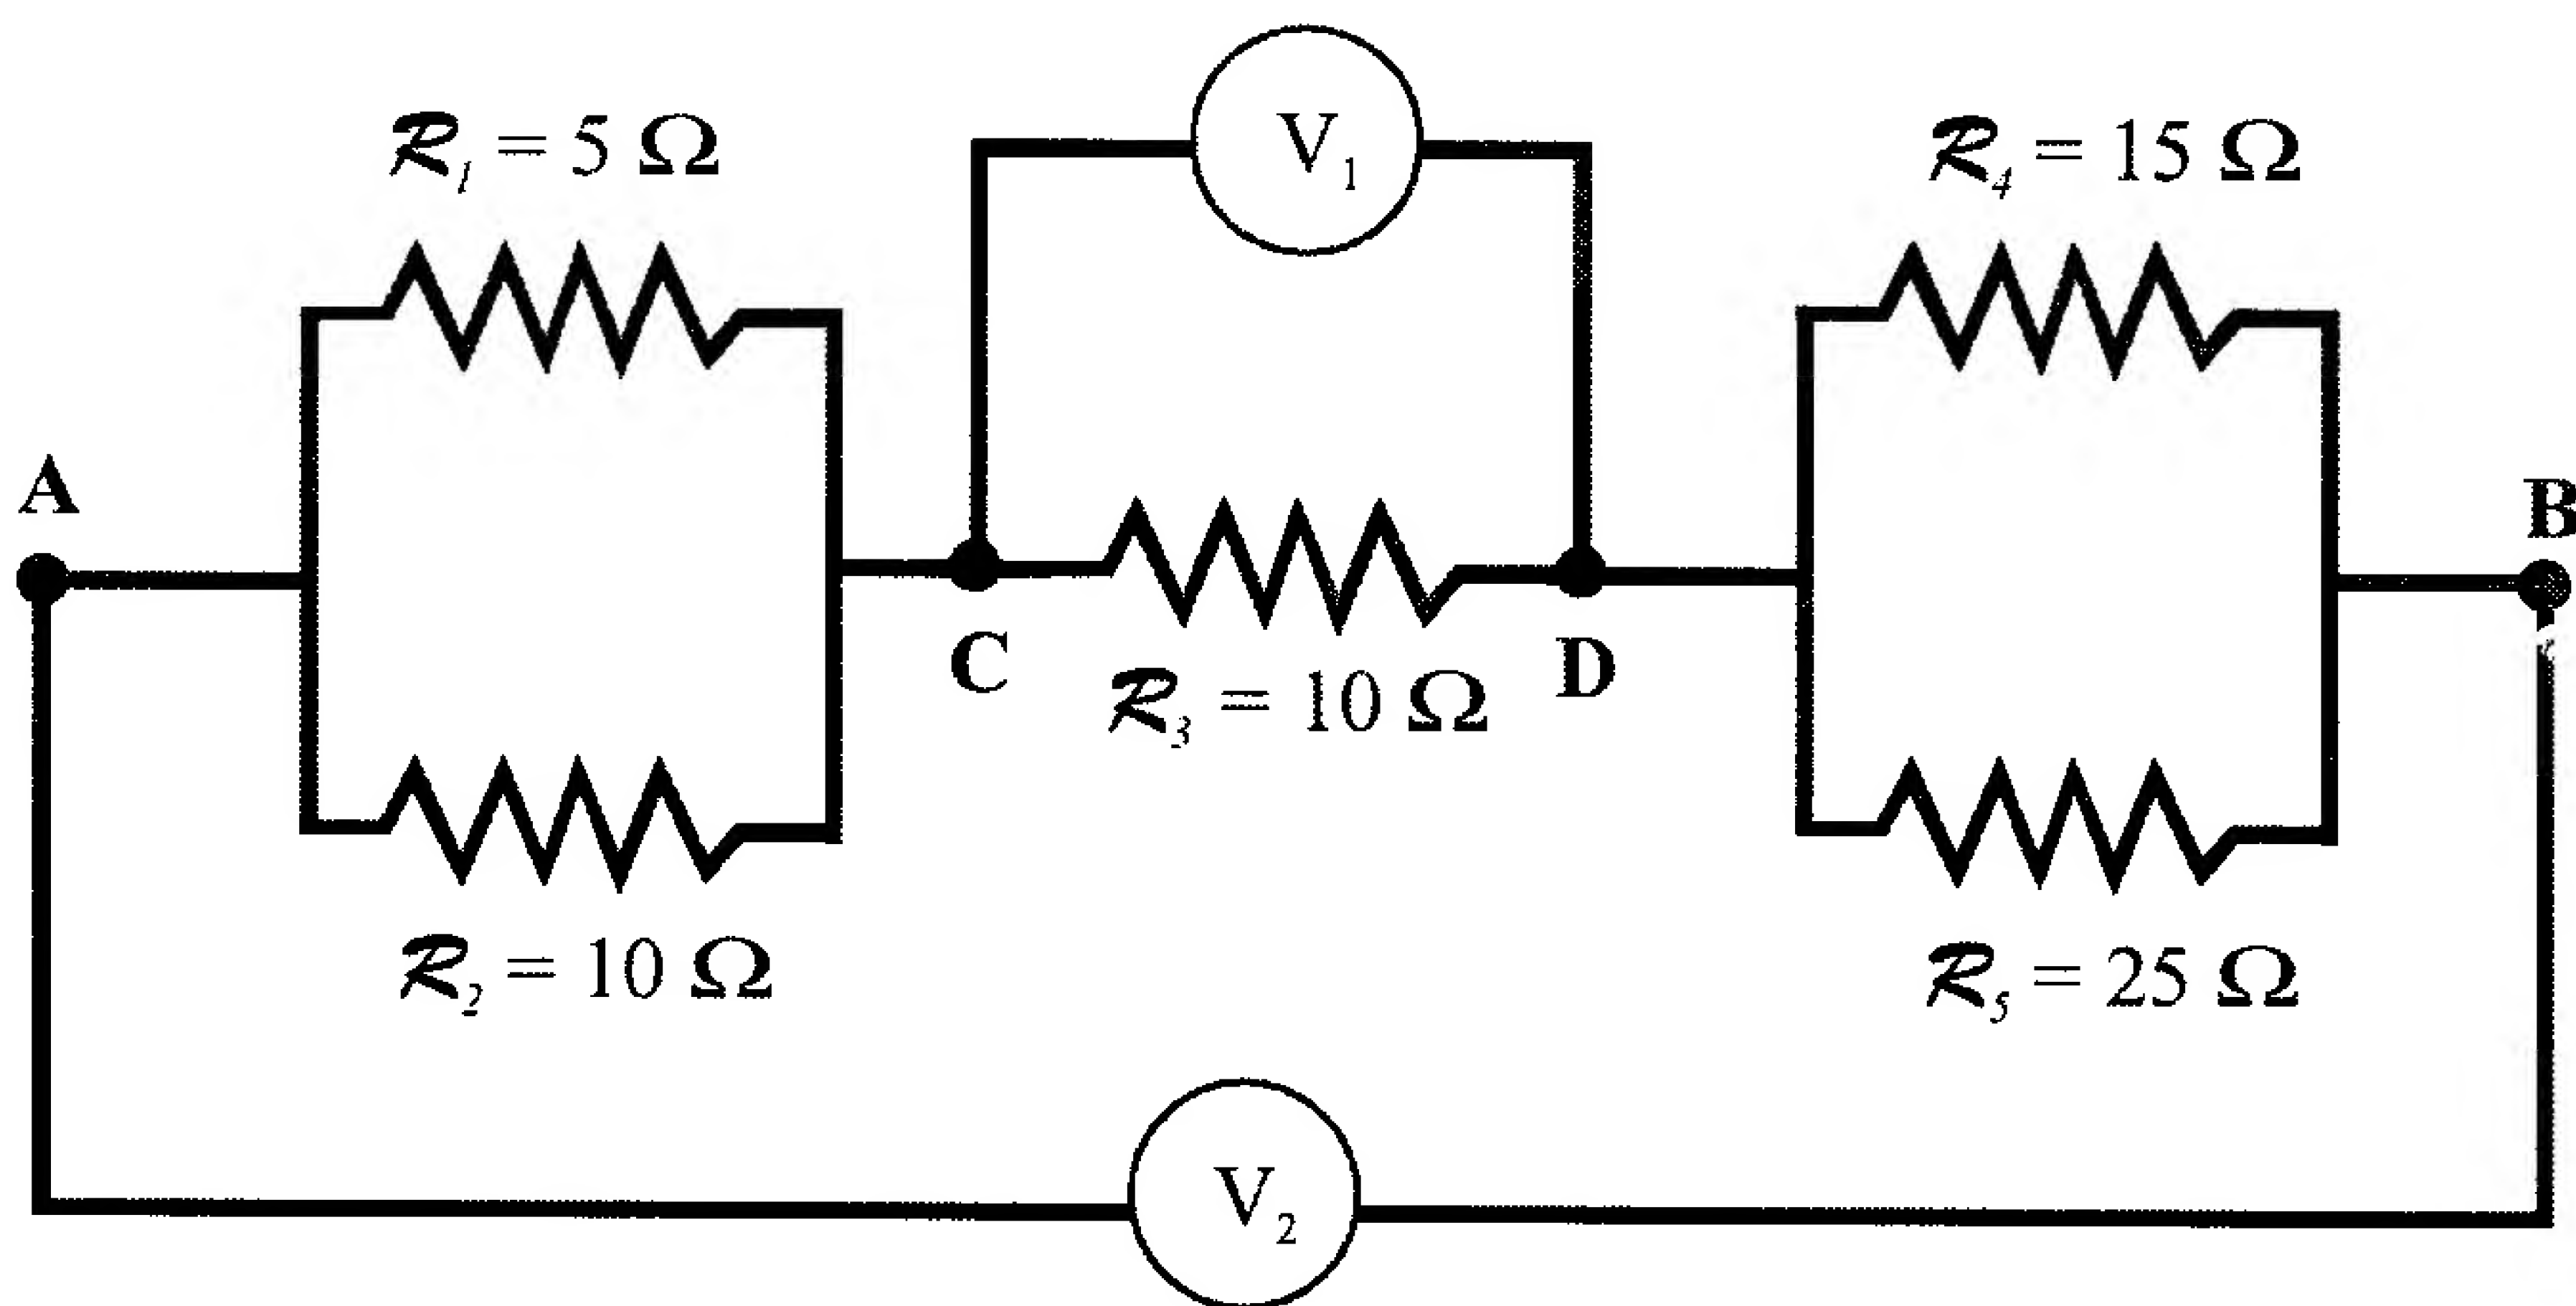 V₁
R₁ = 5 Ω
R₄ = 15 Ω
A
B
C
D
R₃ = 10 Ω
R₂ = 10 Ω
R₅ = 25 Ω
V₂